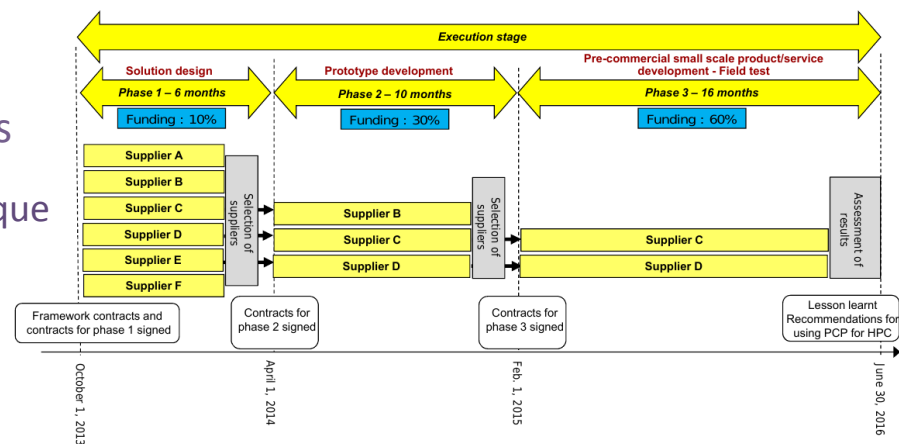 Execution stage
Solution design
Prototype development
Pre-commercial small scale product/service
development - Field test
Phase 1 – 6 months
Phase 2 – 10 months
Phase 3 – 16 months
Funding : 10%
Funding : 30%
Funding : 60%
s
que
Supplier A
Supplier B
Supplier C
Supplier D
Supplier E
Supplier F
Selection of
suppliers
Supplier B
Supplier C
Supplier D
Selection of
suppliers
Supplier C
Supplier D
Assessment of
results
Framework contracts and
contracts for phase 1 signed
Contracts for
phase 2 signed
Contracts for
phase 3 signed
Lesson learnt
Recommendations for
using PCP for HPC
October 1, 2013
April 1, 2014
Feb. 1, 2015
June 30, 2016